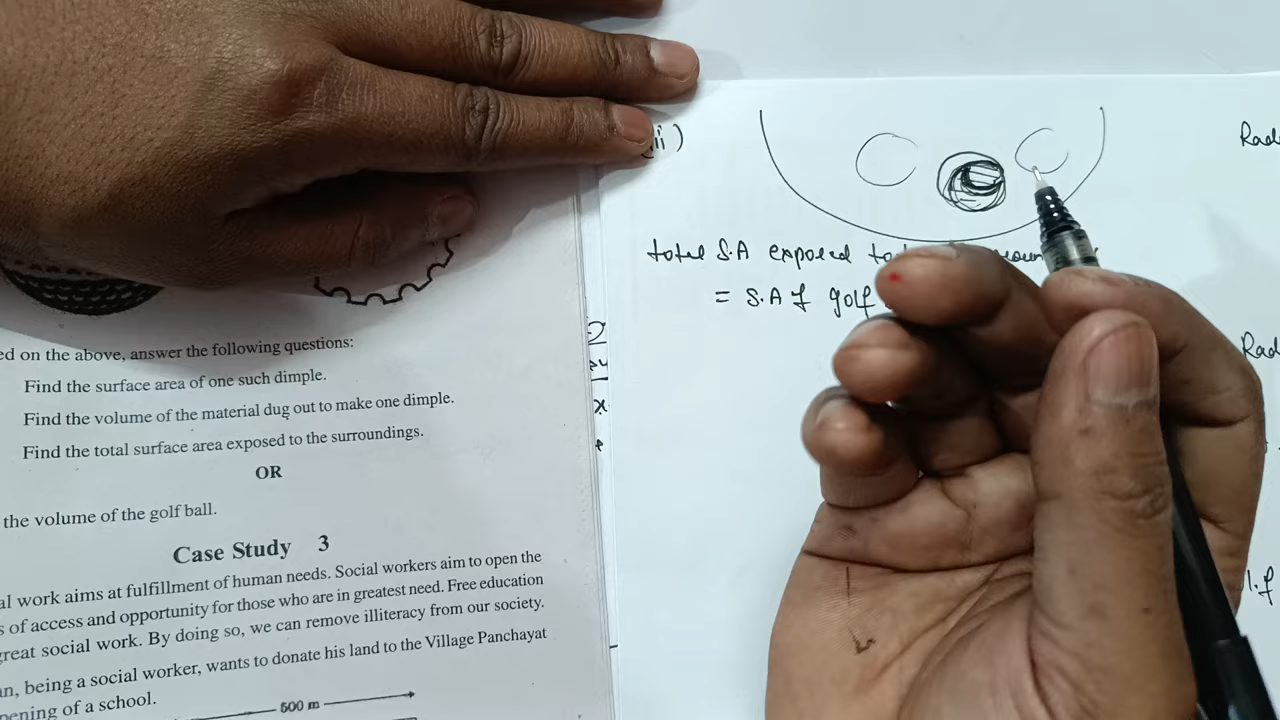 ed on the above, answer the following questions:
Find the surface area of one such dimple.
Find the volume of the material dug out to make one dimple.
Find the total surface area exposed to the surroundings.
OR
the volume of the golf ball.
Case Study 3
al work aims at fulfillment of human needs. Social workers aim to open the
s of access and opportunity for those who are in greatest need. Free education
great social work. By doing so, we can remove illiteracy from our society.
an, being a social worker, wants to donate his land to the Village Panchayat
pening of a school.
500 m
ii)
total S.A exposed to
= S.A of golf
Rad
Rad